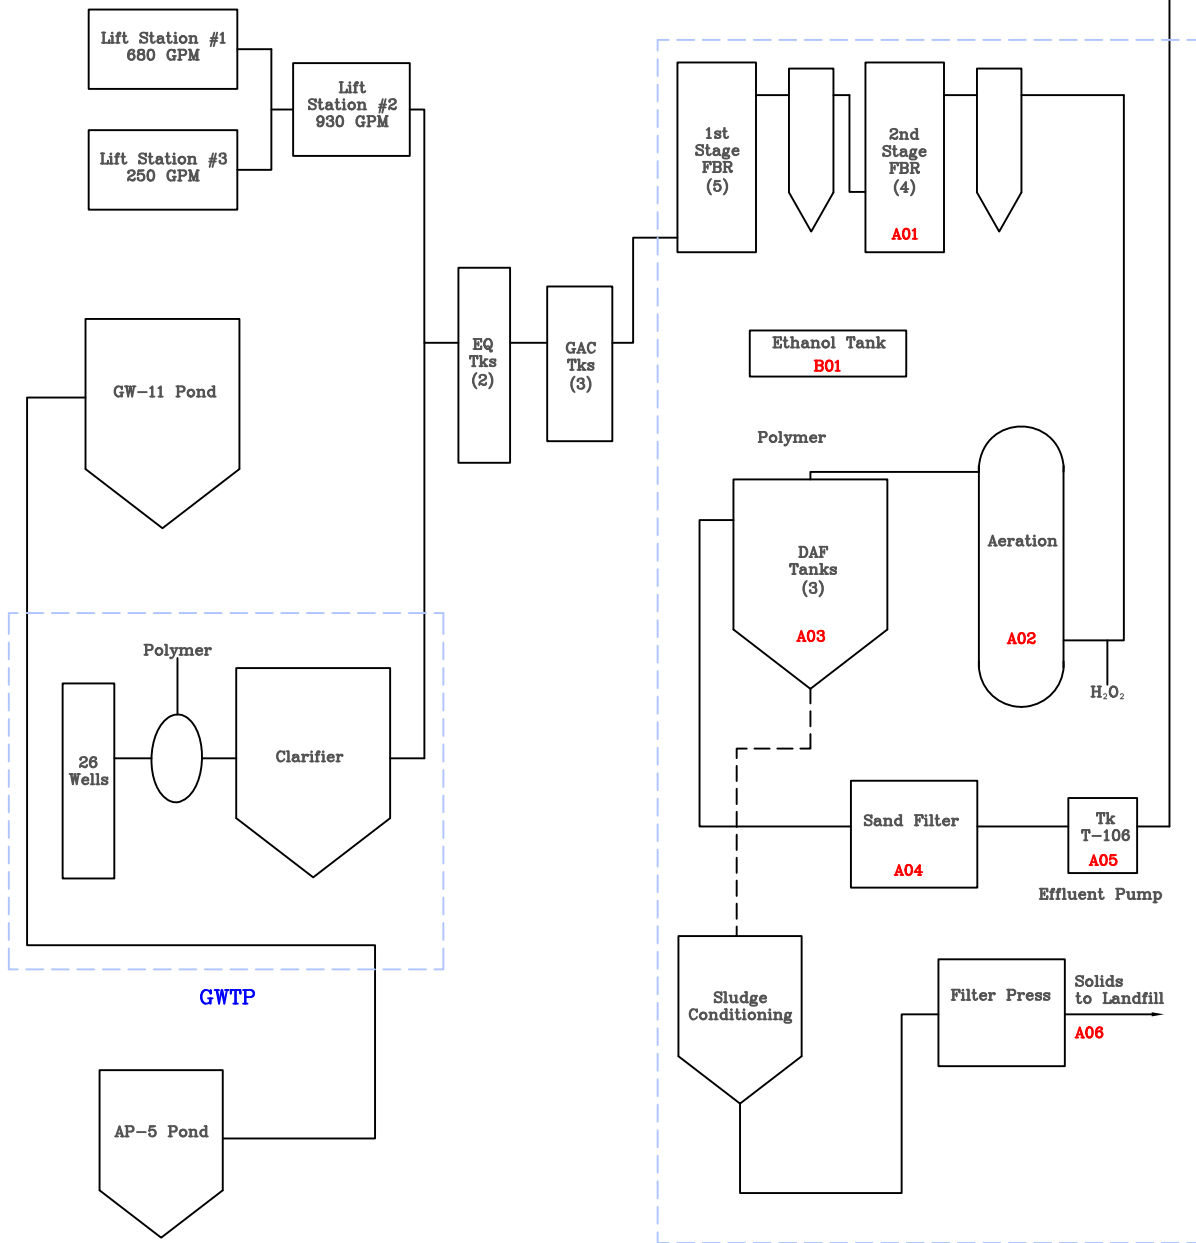 Lift Station #1
680 GPM
Lift
Station #2
930 GPM
Lift Station #3
250 GPM
GW-11 Pond
EQ
Tks
(2)
GAC
Tks
(3)
1st
Stage
FBR
(5)
2nd
Stage
FBR
(4)
A01
Ethanol Tank
B01
Polymer
DAF
Tanks
(3)
A03
Aeration
A02
H₂O₂
Polymer
26
Wells
Clarifier
GWTP
AP-5 Pond
Sand Filter
A04
Tk
T-106
A05
Effluent Pump
Sludge
Conditioning
Filter Press
Solids
to Landfill
A06